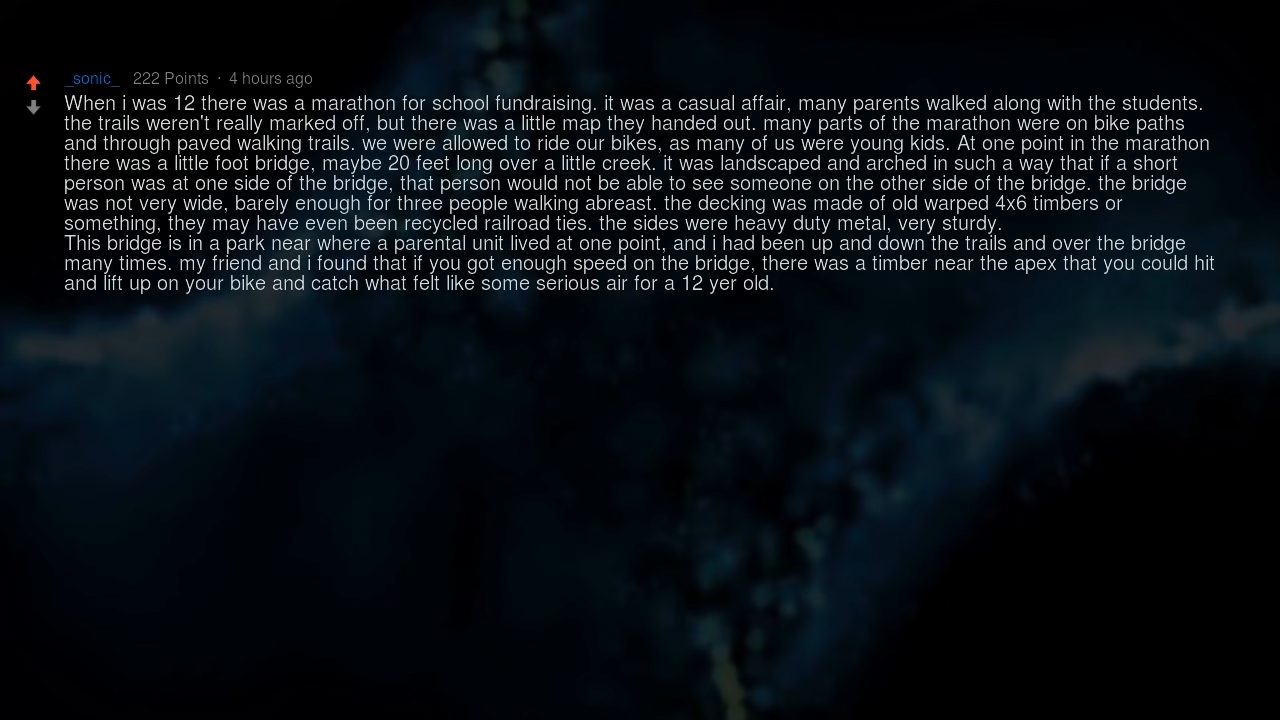 _sonic_ 222 Points · 4 hours ago
When i was 12 there was a marathon for school fundraising. it was a casual affair, many parents walked along with the students.
the trails weren't really marked off, but there was a little map they handed out. many parts of the marathon were on bike paths
and through paved walking trails. we were allowed to ride our bikes, as many of us were young kids. At one point in the marathon
there was a little foot bridge, maybe 20 feet long over a little creek. it was landscaped and arched in such a way that if a short
person was at one side of the bridge, that person would not be able to see someone on the other side of the bridge. the bridge
was not very wide, barely enough for three people walking abreast. the decking was made of old warped 4x6 timbers or
something, they may have even been recycled railroad ties. the sides were heavy duty metal, very sturdy.
This bridge is in a park near where a parental unit lived at one point, and i had been up and down the trails and over the bridge
many times. my friend and i found that if you got enough speed on the bridge, there was a timber near the apex that you could hit
and lift up on your bike and catch what felt like some serious air for a 12 yer old.